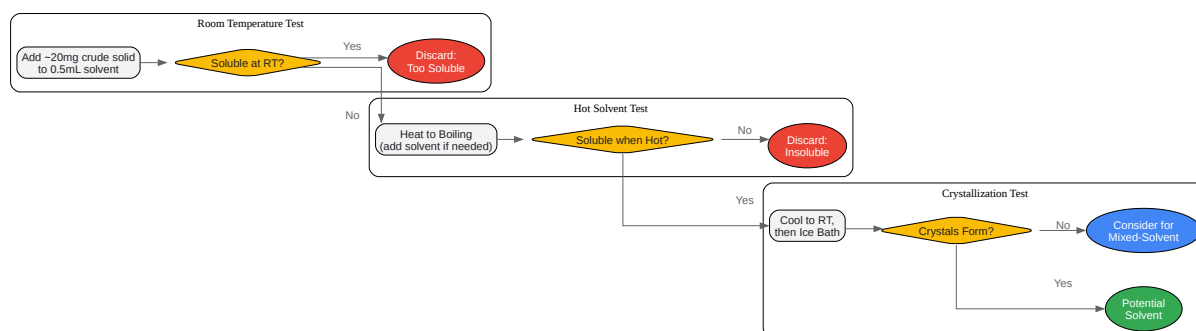 Room Temperature Test
Add ~20mg crude solid
to 0.5mL solvent
Soluble at RT?
Yes
Discard:
Too Soluble
No
Hot Solvent Test
Heat to Boiling
(add solvent if needed)
Soluble when Hot?
No
Discard:
Insoluble
Yes
Crystallization Test
Cool to RT,
then Ice Bath
Crystals Form?
No
Consider for
Mixed-Solvent
Yes
Potential
Solvent